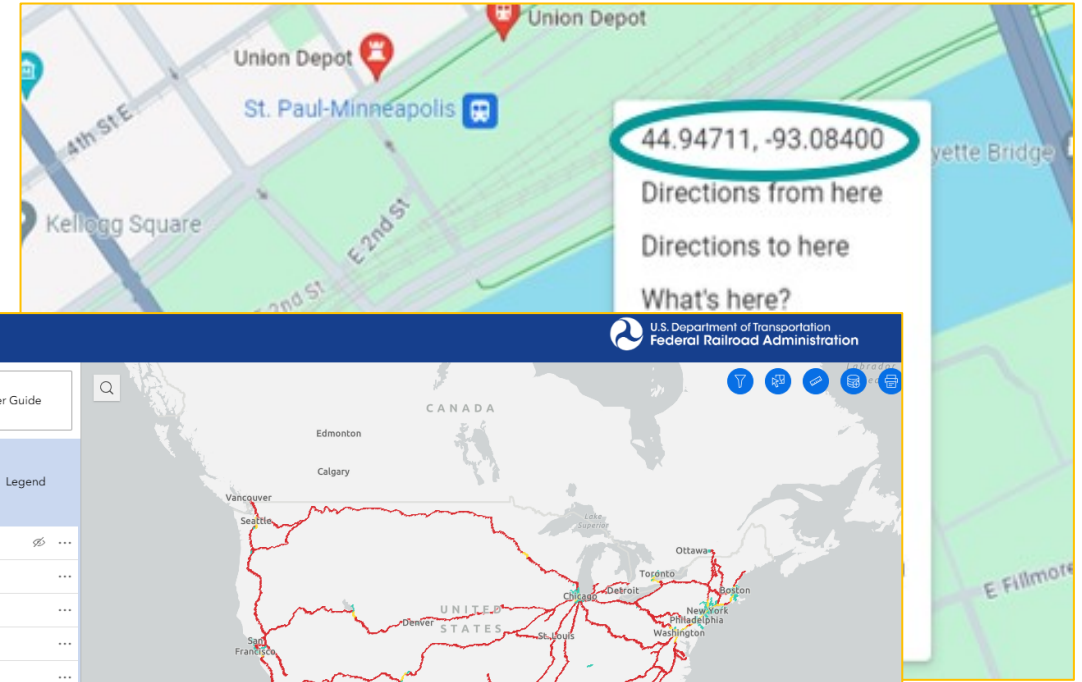 Union Depot
Union Depot
St. Paul-Minneapolis
4th St E
44.94711, -93.08400
yette Bridge
Directions from here
Kellogg Square
E 2nd St
Directions to here
2nd St
What's here?
U.S. Department of Transportation
Federal Railroad Administration
Labrador
er Guide
CANADA
Edmonton
Legend
Calgary
Vancouver
Seattle
Lake
Superior
Ottawa
Toronto
E Fillmore
Chicago
Detroit
Boston
New York
UNITED
Philadelphia
Denver
STATES
St. Louis
Washington
San
Francisco